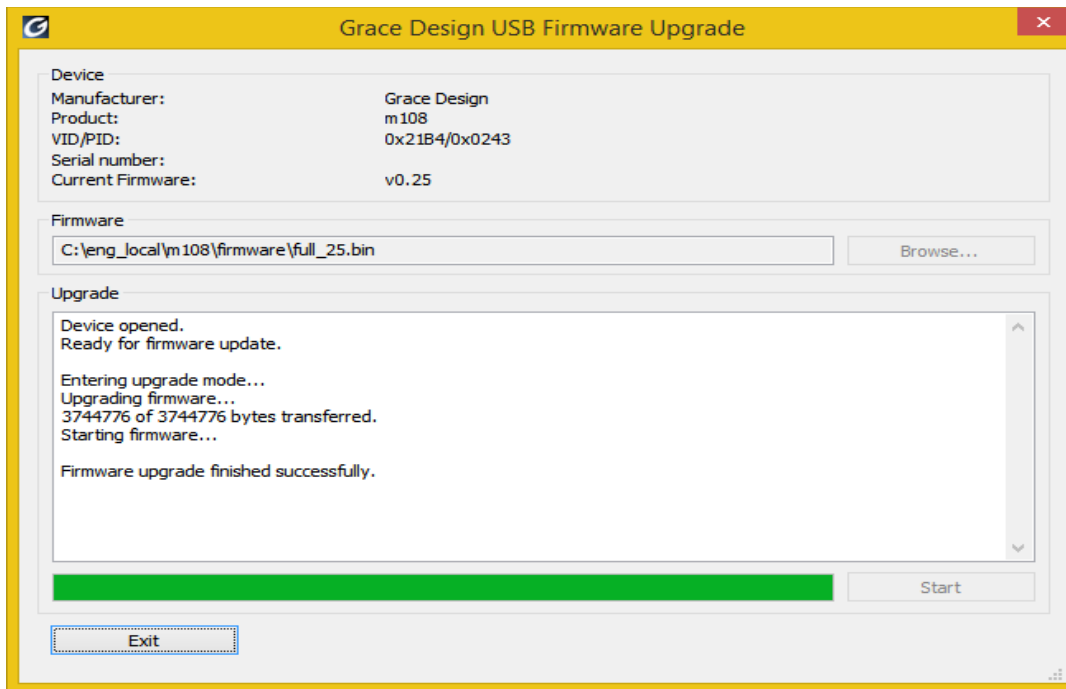 Grace Design USB Firmware Upgrade
Device
Manufacturer: Grace Design
Product: m108
VID/PID: 0x21B4/0x0243
Serial number:
Current Firmware: v0.25
Firmware
C:\eng_local\m108\firmware\full_25.bin Browse...
Upgrade
Device opened.
Ready for firmware update.
Entering upgrade mode...
Upgrading firmware...
3744776 of 3744776 bytes transferred.
Starting firmware...
Firmware upgrade finished successfully.
Start
Exit